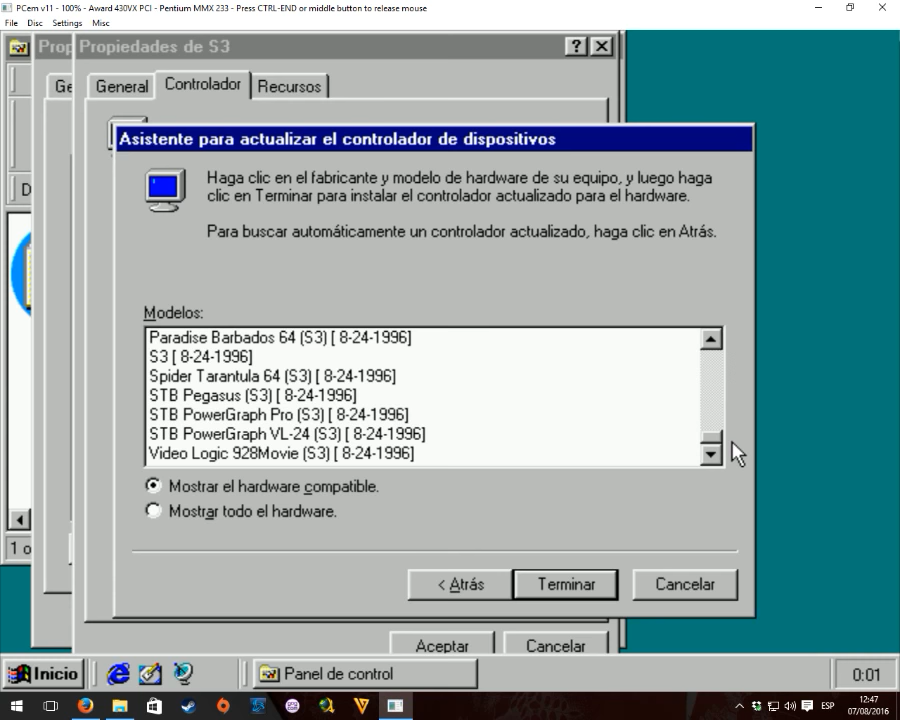 PCem v11 - 100% - Award 430VX PCI - Pentium MMX 233 - Press CTRL-END or middle button to release mouse
File Disc Settings Misc
Prop
Propiedades de S3
Ge
General Controlador Recursos
Asistente para actualizar el controlador de dispositivos
Haga clic en el fabricante y modelo de hardware de su equipo, y luego haga
clic en Terminar para instalar el controlador actualizado para el hardware.
D
Para buscar automáticamente un controlador actualizado, haga clic en Atrás.
Modelos:
Paradise Barbados 64 (S3) [ 8-24-1996]
S3 [ 8-24-1996]
Spider Tarantula 64 (S3) [ 8-24-1996]
STB Pegasus (S3) [ 8-24-1996]
STB PowerGraph Pro (S3) [ 8-24-1996]
STB PowerGraph VL-24 (S3) [ 8-24-1996]
Video Logic 928Movie (S3) [ 8-24-1996]
Mostrar el hardware compatible.
Mostrar todo el hardware.
1 o
< Atrás Terminar Cancelar
Aceptar Cancelar
Inicio Panel de control 0:01
ESP
12:47
07/08/2016